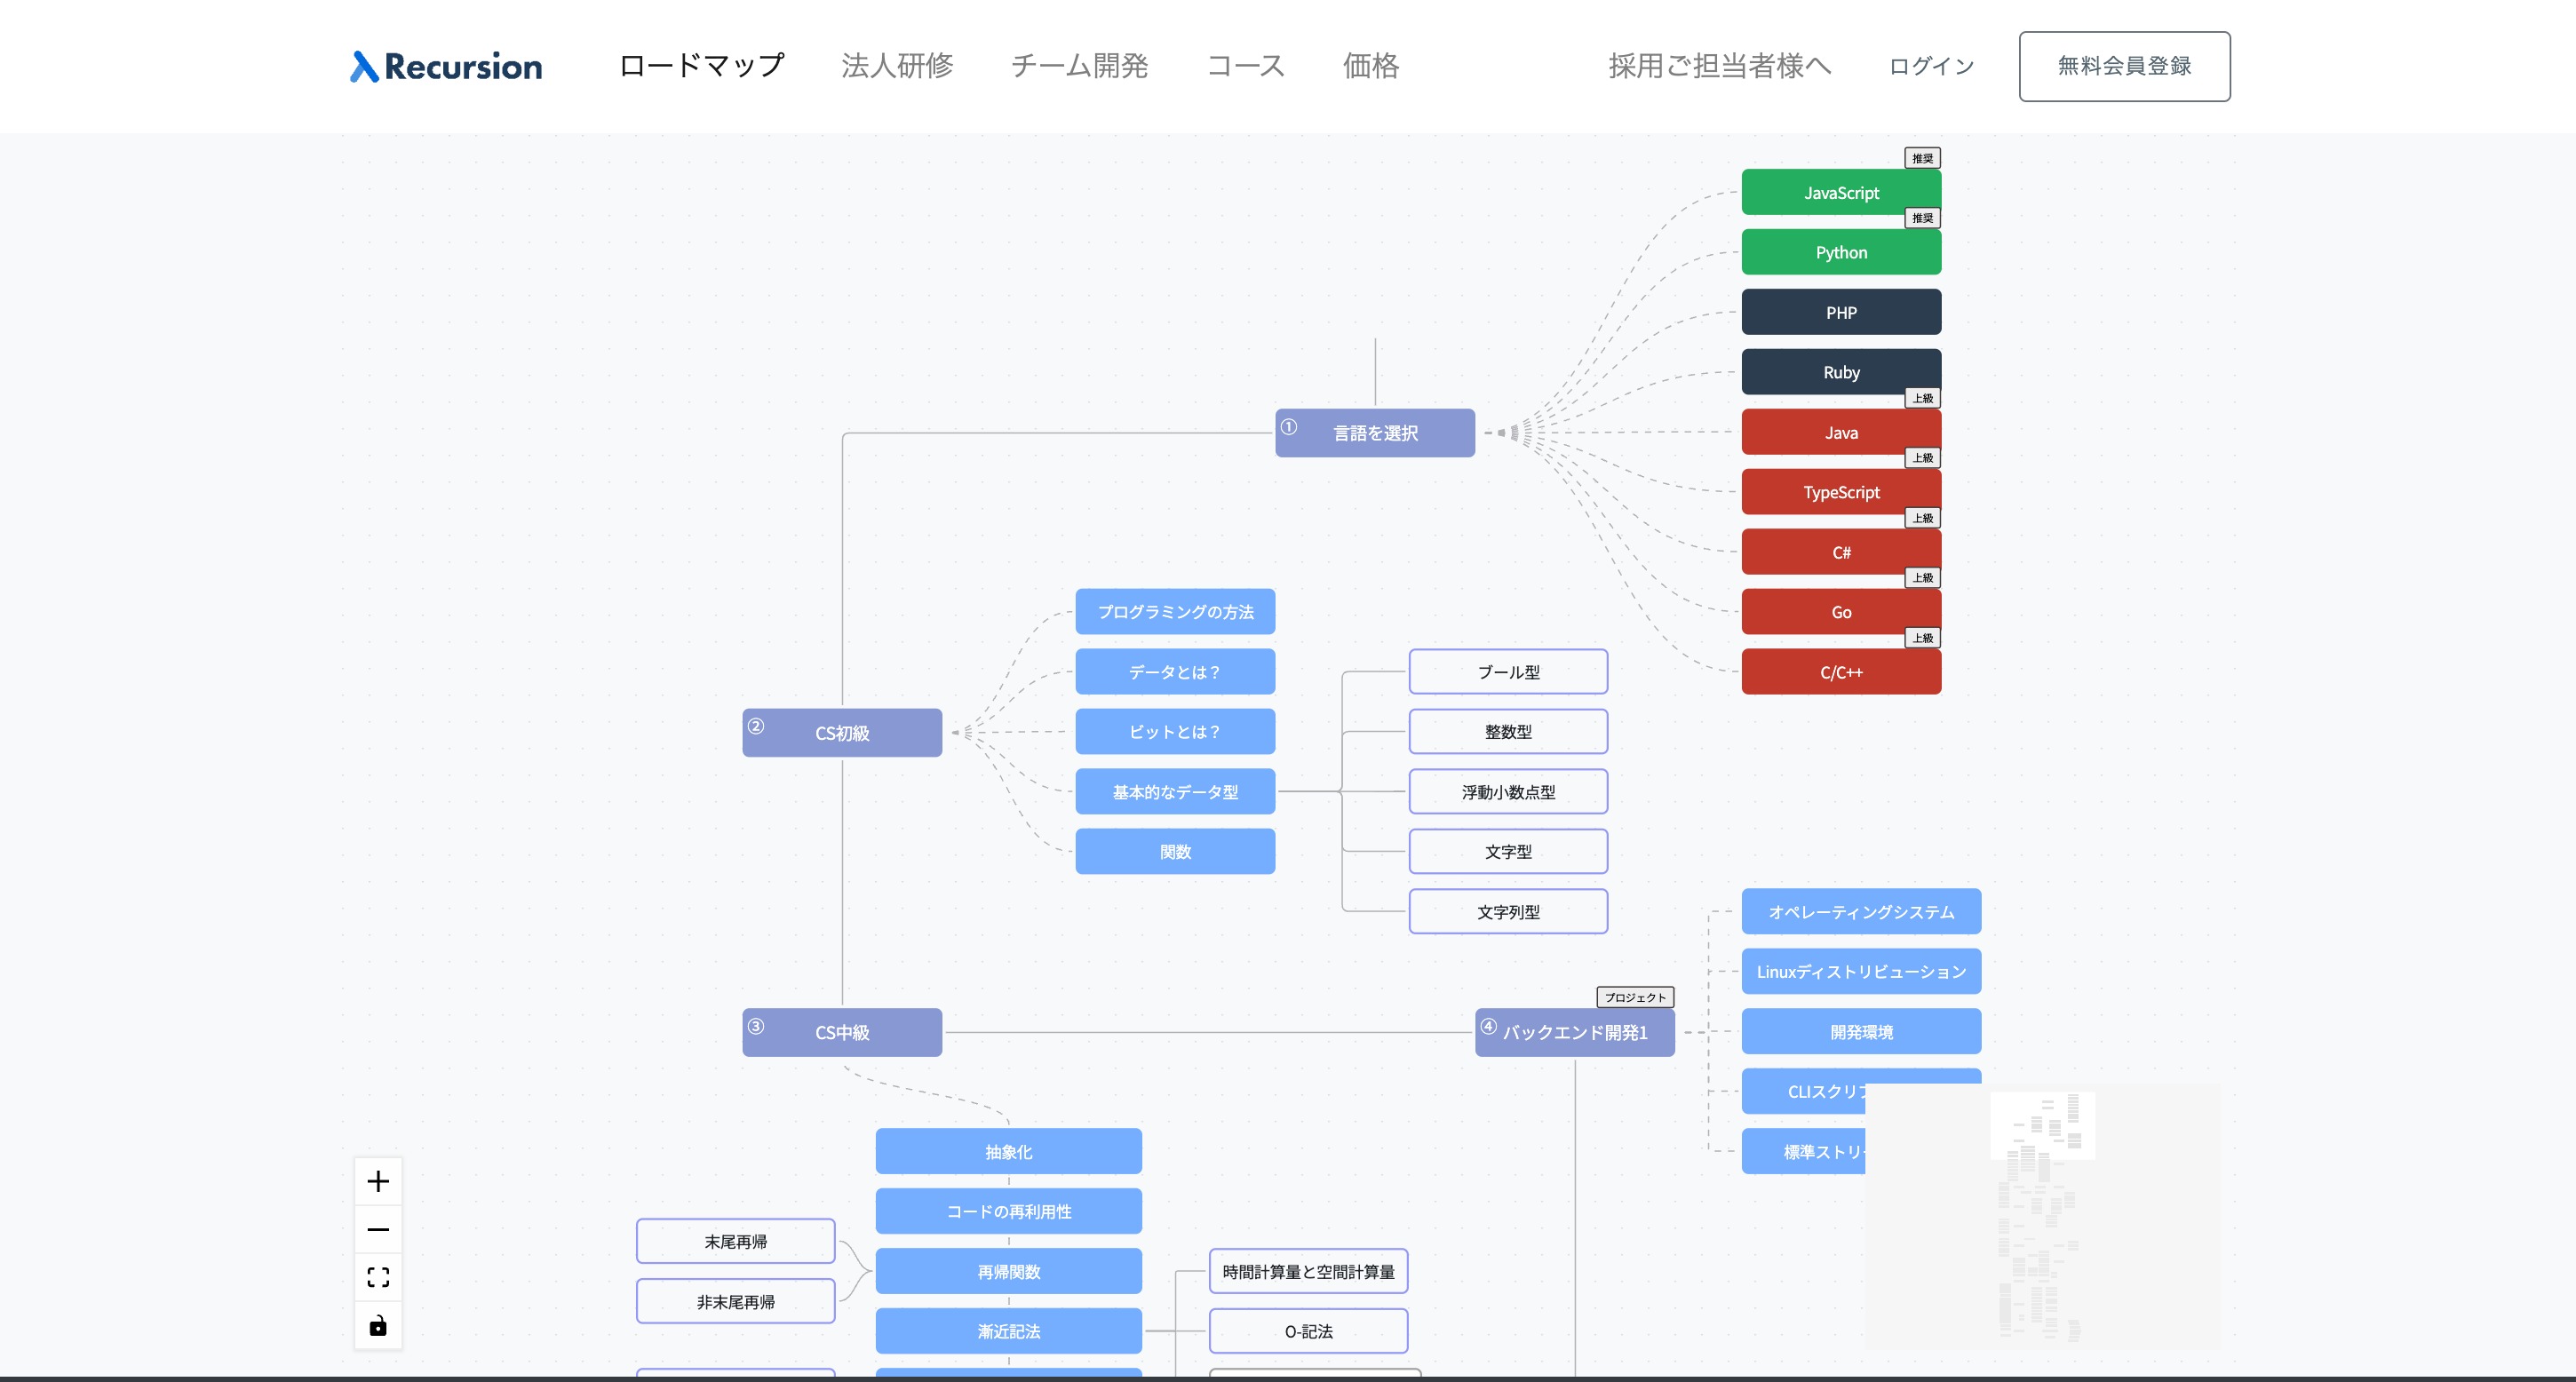 Recursion
ロードマップ
法人研修
チーム開発
コース
価格
採用ご担当者様へ
ログイン
無料会員登録
推奨
JavaScript
推奨
Python
PHP
Ruby
上級
① 言語を選択
Java
上級
TypeScript
上級
C#
上級
Go
上級
C/C++
プログラミングの方法
データとは？
ブール型
② CS初級
ビットとは？
整数型
基本的なデータ型
浮動小数点型
関数
文字型
文字列型
オペレーティングシステム
Linuxディストリビューション
プロジェクト
③ CS中級
④ バックエンド開発1
開発環境
CLIスクリ
標準ストリ
抽象化
コードの再利用性
末尾再帰
再帰関数
時間計算量と空間計算量
非末尾再帰
漸近記法
O-記法